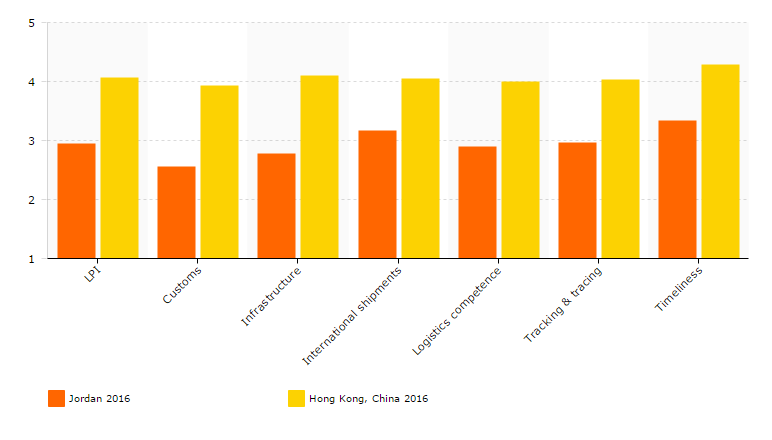 5
4
3
2
1
LPI
Customs
Infrastructure
International shipments
Logistics competence
Tracking & tracing
Timeliness
Jordan 2016
Hong Kong, China 2016